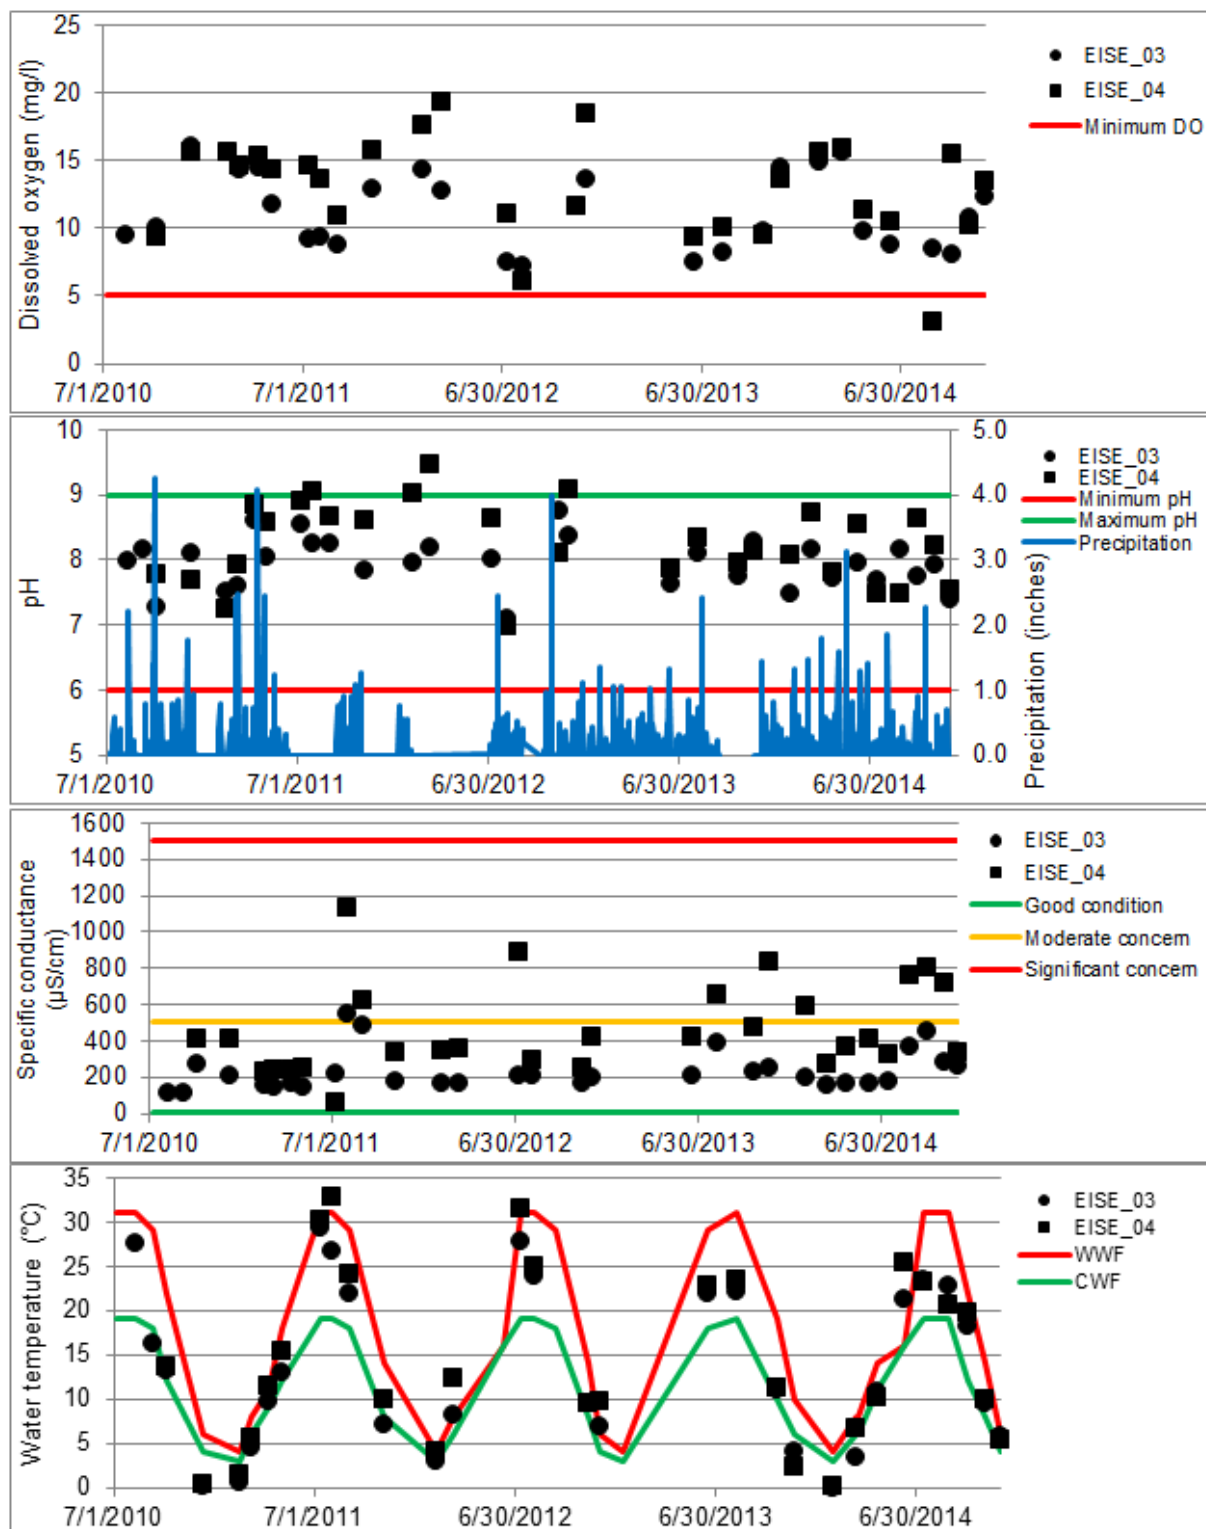 Dissolved oxygen (mg/l)
25
20
15
10
5
0
7/1/2010
7/1/2011
6/30/2012
6/30/2013
6/30/2014
EISE_03
EISE_04
Minimum DO
pH
10
9
8
7
6
5
7/1/2010
7/1/2011
6/30/2012
6/30/2013
6/30/2014
5.0
4.0
3.0
2.0
1.0
0.0
Precipitation (inches)
EISE_03
EISE_04
Minimum pH
Maximum pH
Precipitation
Specific conductance
(µS/cm)
1600
1400
1200
1000
800
600
400
200
0
7/1/2010
7/1/2011
6/30/2012
6/30/2013
6/30/2014
EISE_03
EISE_04
Good condition
Moderate concern
Significant concern
Water temperature (°C)
35
30
25
20
15
10
5
0
7/1/2010
7/1/2011
6/30/2012
6/30/2013
6/30/2014
EISE_03
EISE_04
WWF
CWF